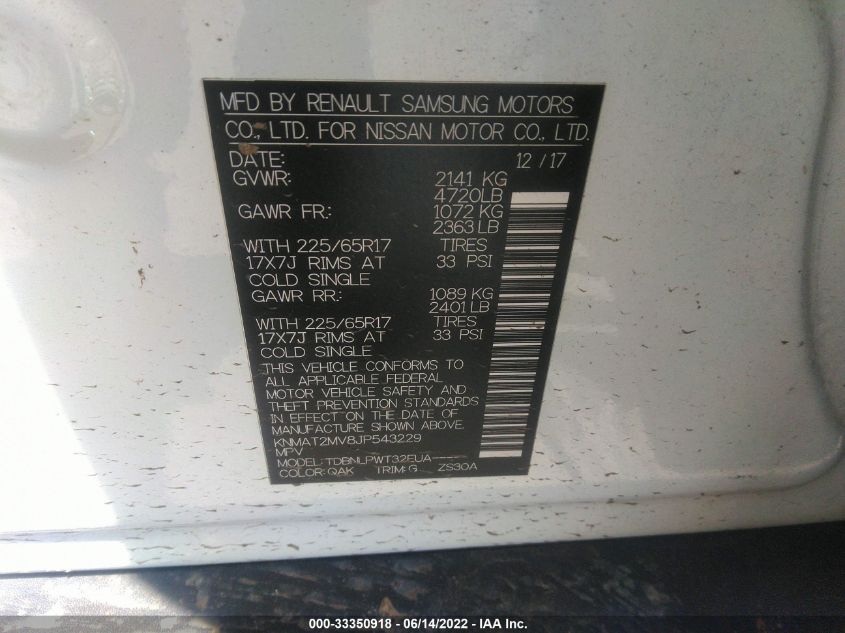 MFD BY RENAULT SAMSUNG MOTORS
CO., LTD. FOR NISSAN MOTOR CO., LTD.
DATE: 12 / 17
GVWR: 2141 KG
4720LB
GAWR FR: 1072 KG
2363 LB
WITH 225/65R17 TIRES
17X7J RIMS AT 33 PSI
COLD SINGLE
GAWR RR: 1089 KG
2401 LB
WITH 225/65R17 TIRES
17X7J RIMS AT 33 PSI
COLD SINGLE
THIS VEHICLE CONFORMS TO
ALL APPLICABLE FEDERAL
MOTOR VEHICLE SAFETY AND
THEFT PREVENTION STANDARDS
IN EFFECT ON THE DATE OF
MANUFACTURE SHOWN ABOVE.
KNMAT2MV8JP543229
MPV
MODEL: TDBNLPWT32EUA----
COLOR: QAK TRIM: G ZS30A
000-33350918 - 06/14/2022 - IAA Inc.